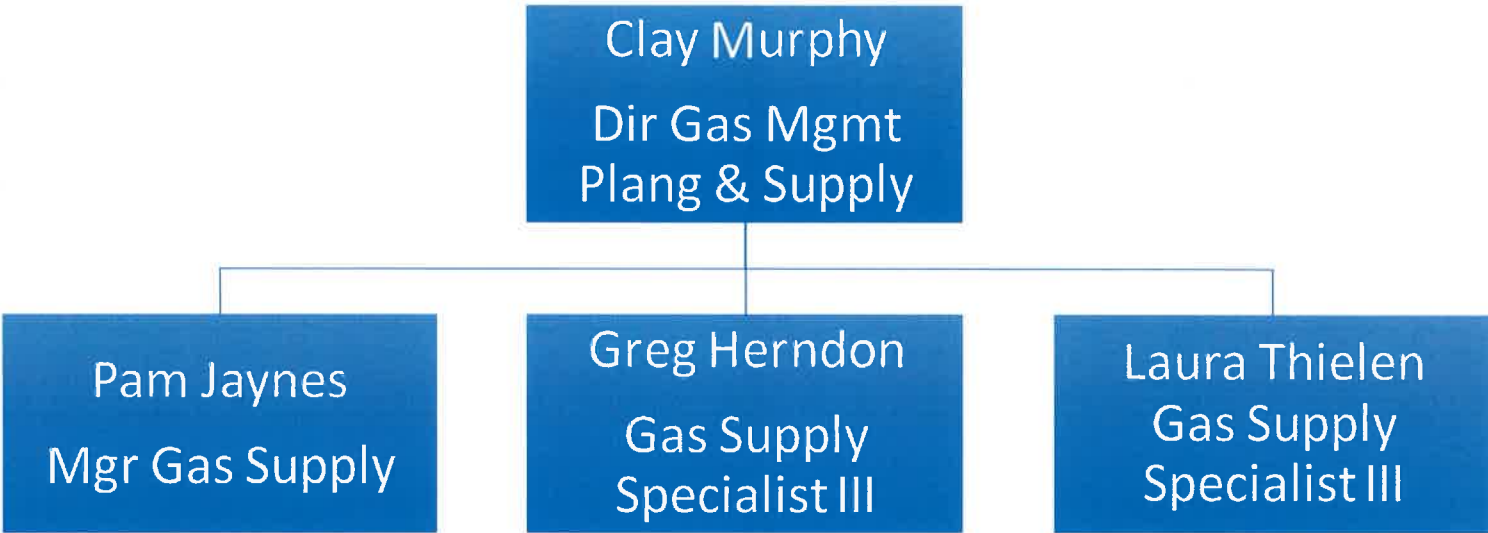 Clay Murphy
Dir Gas Mgmt
Plang & Supply
Pam Jaynes
Mgr Gas Supply
Greg Herndon
Gas Supply
Specialist III
Laura Thielen
Gas Supply
Specialist III